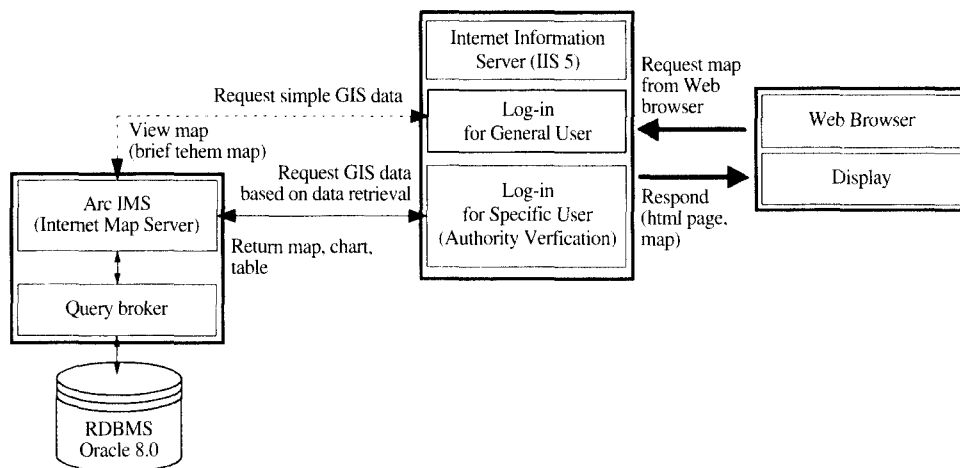 Internet Information
Server (IIS 5)
Log-in
for General User
Log-in
for Specific User
(Authority Verfication)
Request map
from Web
browser
Respond
(html page,
map)
Web Browser
Display
Request simple GIS data
View map
(brief tehem map)
Request GIS data
based on data retrieval
Return map, chart,
table
Arc IMS
(Internet Map Server)
Query broker
RDBMS
Oracle 8.0